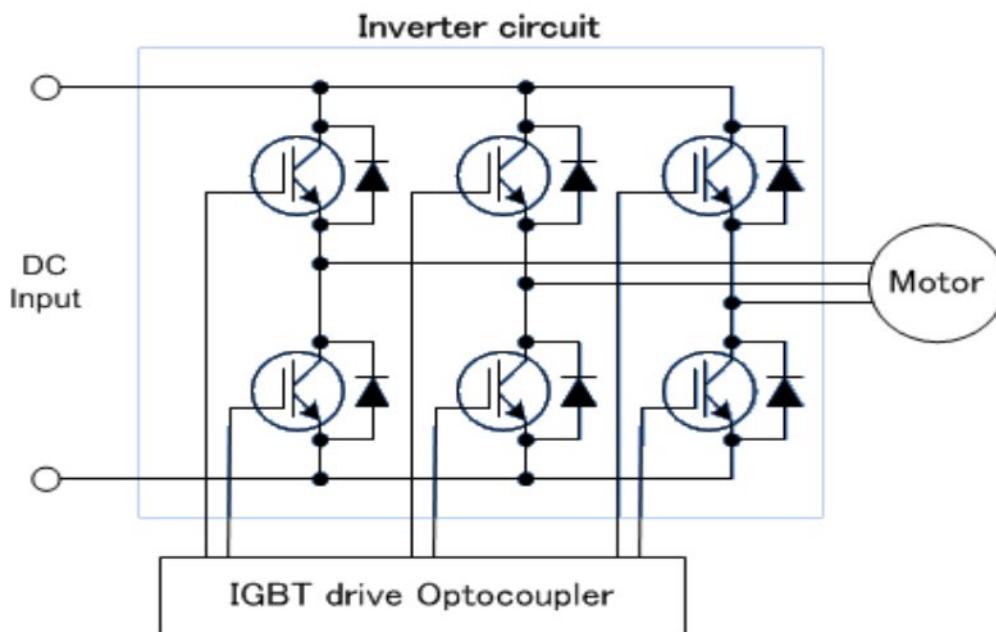 Inverter circuit
DC
Input
Motor
IGBT drive Optocoupler